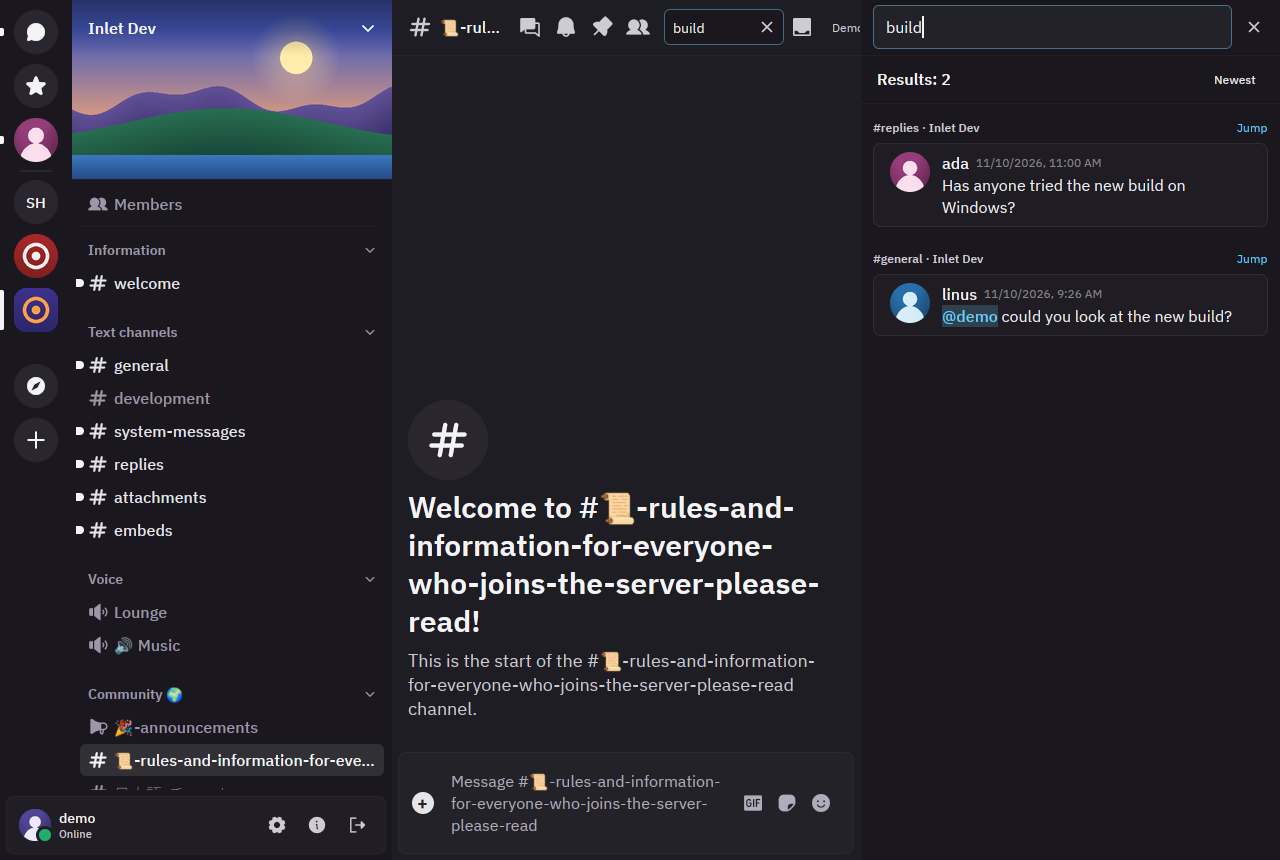 Inlet Dev
SH
Members
Information
welcome
Text channels
general
development
system-messages
replies
attachments
embeds
Voice
Lounge
🔊 Music
Community 🌍
🎉-announcements
📜-rules-and-information-for-eve...
demo
Online
📜-rul...
build
Demo
Welcome to #📜-rules-and-
information-for-everyone-
who-joins-the-server-please-
read!
This is the start of the #📜-rules-and-information-
for-everyone-who-joins-the-server-please-read
channel.
Message #📜-rules-and-information-
for-everyone-who-joins-the-server-
please-read
GIF
build
Results: 2
Newest
#replies · Inlet Dev
Jump
ada 11/10/2026, 11:00 AM
Has anyone tried the new build on
Windows?
#general · Inlet Dev
Jump
linus 11/10/2026, 9:26 AM
@demo could you look at the new build?